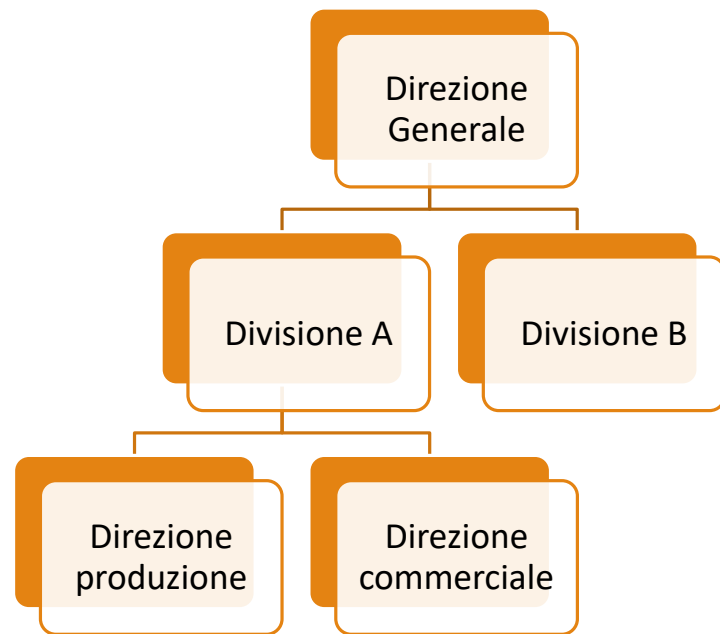 Direzione
Generale
Divisione A
Divisione B
Direzione
produzione
Direzione
commerciale